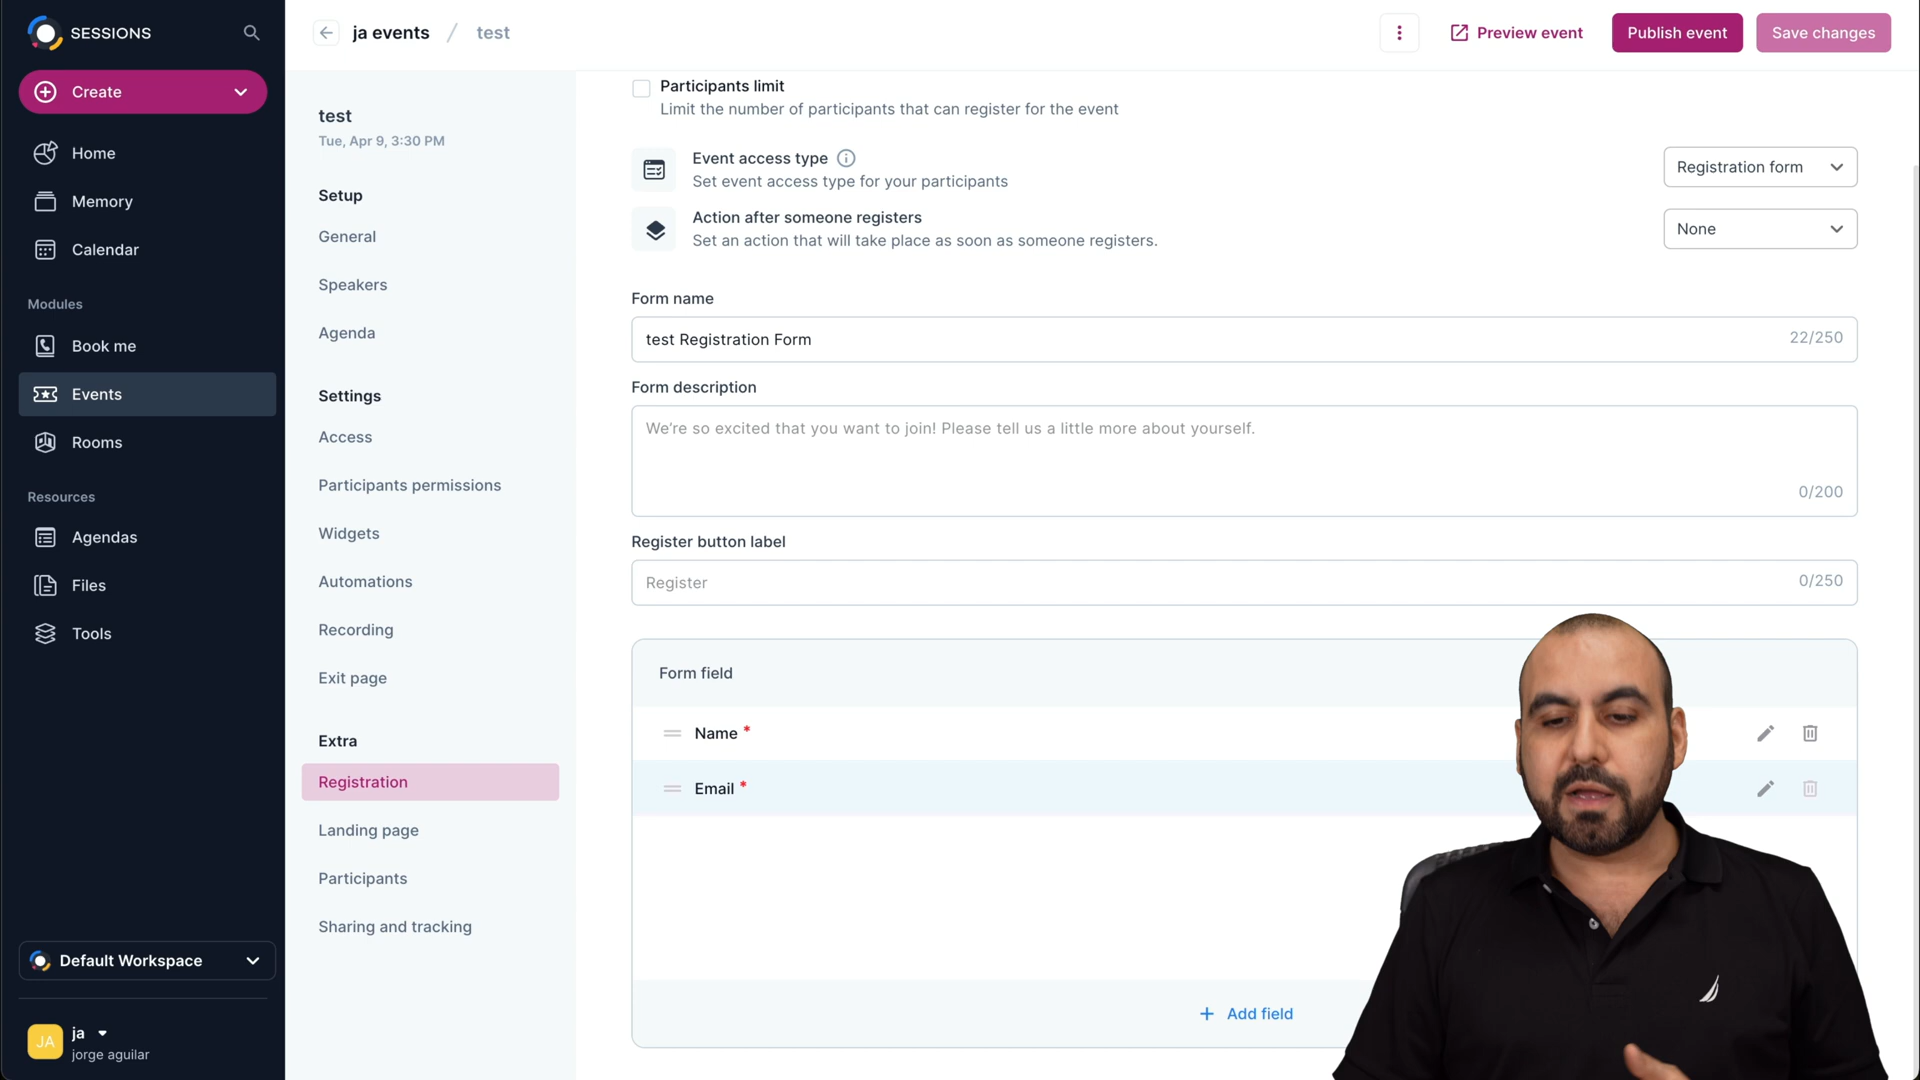 SESSIONS
Create
Home
Memory
Calendar
Modules
Book me
Events
Rooms
Resources
Agendas
Files
Tools
Default Workspace
JA
ja
jorge aguilar
ja events / test
Preview event
Publish event
Save changes
test
Tue, Apr 9, 3:30 PM
Setup
General
Speakers
Agenda
Settings
Access
Participants permissions
Widgets
Automations
Recording
Exit page
Extra
Registration
Landing page
Participants
Sharing and tracking
Participants limit
Limit the number of participants that can register for the event
Event access type
Set event access type for your participants
Registration form
Action after someone registers
Set an action that will take place as soon as someone registers.
None
Form name
test Registration Form
22/250
Form description
We're so excited that you want to join! Please tell us a little more about yourself.
0/200
Register button label
Register
0/250
Form field
Name *
Email *
+ Add field